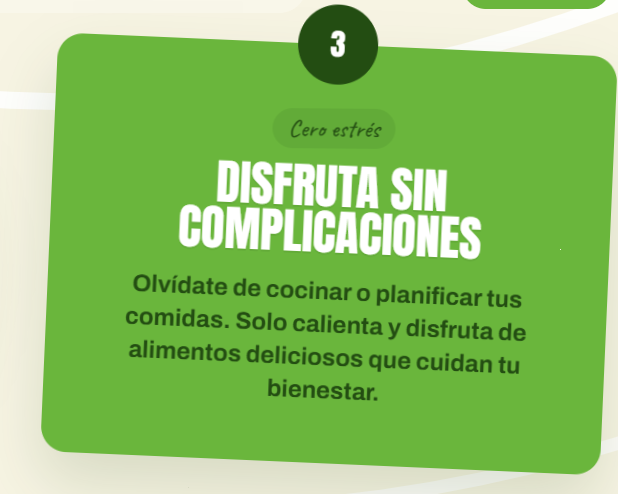 3
Cero estrés
DISFRUTA SIN
COMPLICACIONES
Olvídate de cocinar o planificar tus
comidas. Solo calienta y disfruta de
alimentos deliciosos que cuidan tu
bienestar.